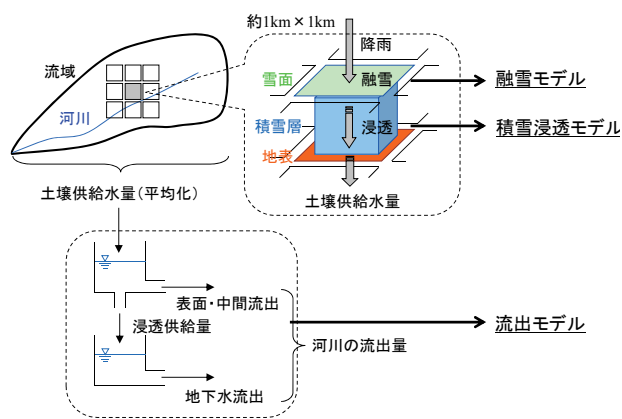 約1km×1km
降雨
流域
雪面
融雪
融雪モデル
河川
積雪層
浸透
積雪浸透モデル
地表
土壌供給水量(平均化)
土壌供給水量
表面・中間流出
浸透供給量
流出モデル
河川の流出量
地下水流出